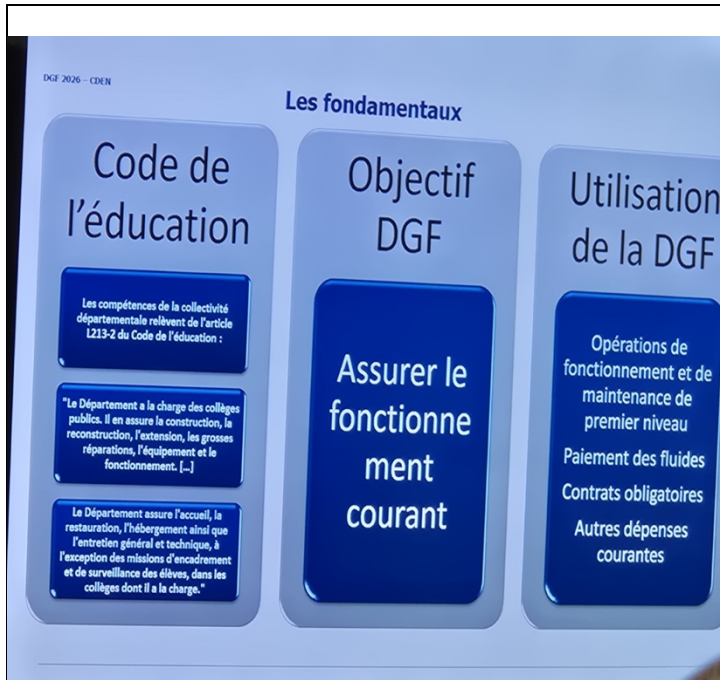 DGF 2026 – CDEN
Les fondamentaux
Code de
l'éducation
Les compétences de la collectivité
départementale relèvent de l'article
L213-2 du Code de l'éducation :
"Le Département a la charge des collèges
publics. Il en assure la construction, la
reconstruction, l'extension, les grosses
réparations, l'équipement et le
fonctionnement. [...]
Le Département assure l'accueil, la
restauration, l'hébergement ainsi que
l'entretien général et technique, à
l'exception des missions d'encadrement
et de surveillance des élèves, dans les
collèges dont il a la charge."
Objectif
DGF
Assurer le
fonctionne
ment
courant
Utilisation
de la DGF
Opérations de
fonctionnement et de
maintenance de
premier niveau
Paiement des fluides
Contrats obligatoires
Autres dépenses
courantes